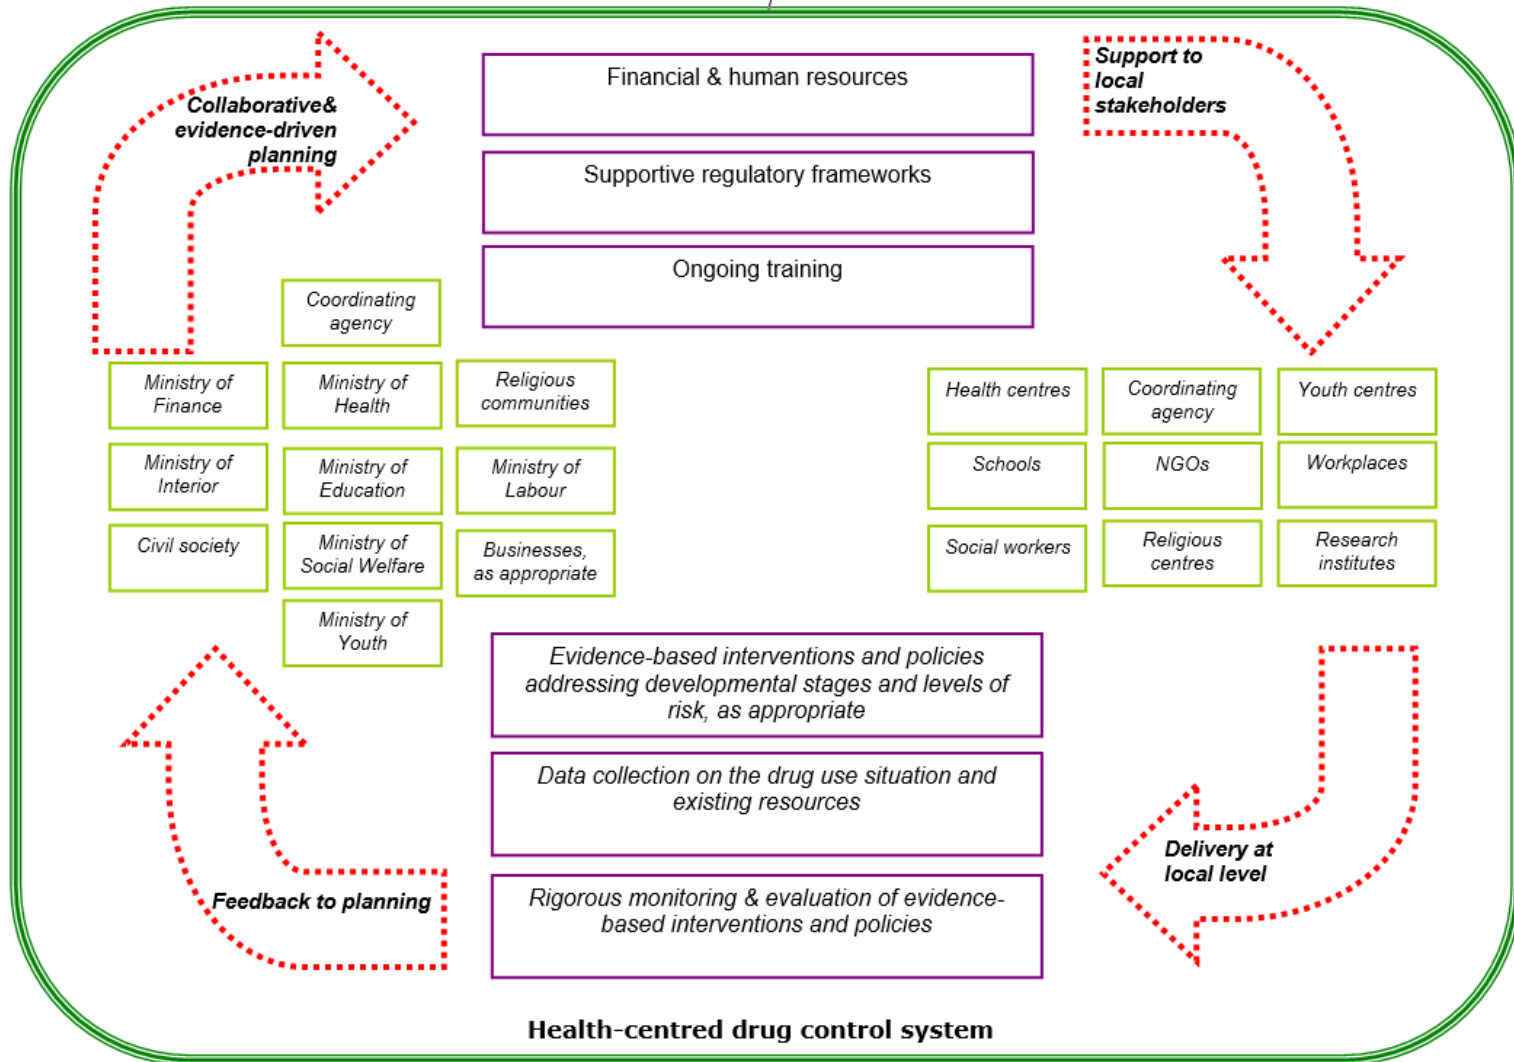 Collaborative&
evidence-driven
planning
Financial & human resources
Supportive regulatory frameworks
Ongoing training
Support to
local
stakeholders
Coordinating
agency
Ministry of
Finance
Ministry of
Health
Religious
communities
Ministry of
Interior
Ministry of
Education
Ministry of
Labour
Civil society
Ministry of
Social Welfare
Businesses,
as appropriate
Ministry of
Youth
Health centres
Coordinating
agency
Youth centres
Schools
NGOs
Workplaces
Social workers
Religious
centres
Research
institutes
Evidence-based interventions and policies
addressing developmental stages and levels of
risk, as appropriate
Data collection on the drug use situation and
existing resources
Rigorous monitoring & evaluation of evidence-
based interventions and policies
Delivery at
local level
Feedback to planning
Health-centred drug control system